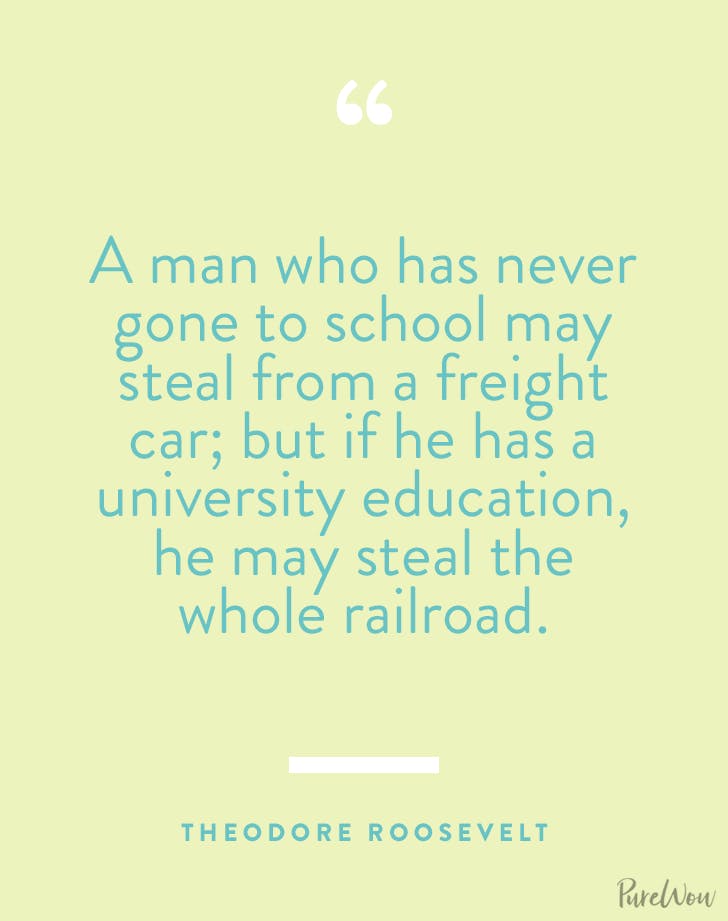 “
A man who has never
gone to school may
steal from a freight
car; but if he has a
university education,
he may steal the
whole railroad.
THEODORE ROOSEVELT
PureWow